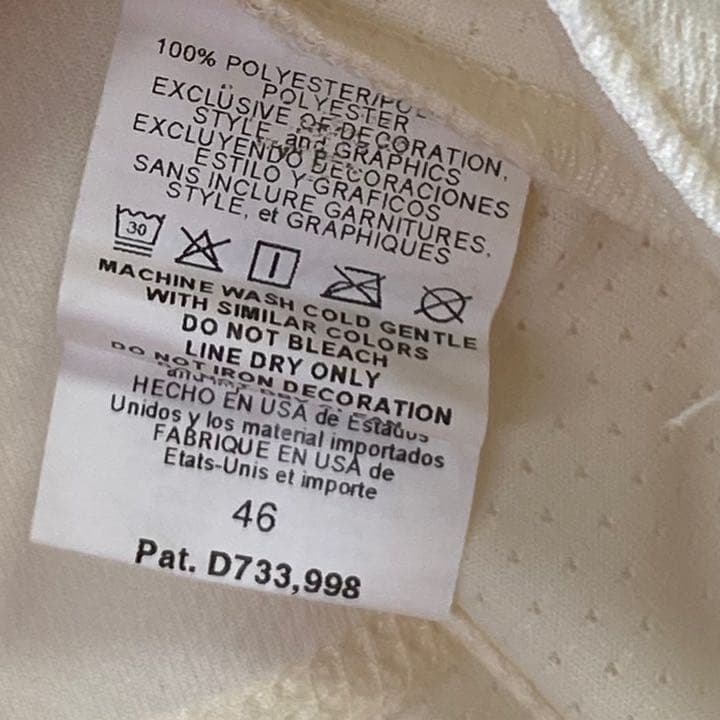 100% POLYESTER/
POLYESTER
EXCLUSIVE OF DECORATION,
STYLE, and GRAPHICS
EXCLUYENDO DECORACIONES
ESTILO Y GRAFICOS
SANS INCLURE GARNITURES,
STYLE, et GRAPHIQUES
30
MACHINE WASH COLD GENTLE
WITH SIMILAR COLORS
DO NOT BLEACH
LINE DRY ONLY
DO NOT IRON DECORATION
HECHO EN USA de Estados
Unidos y los material importados
FABRIQUE EN USA de
Etats-Unis et importe
46
Pat. D733,998